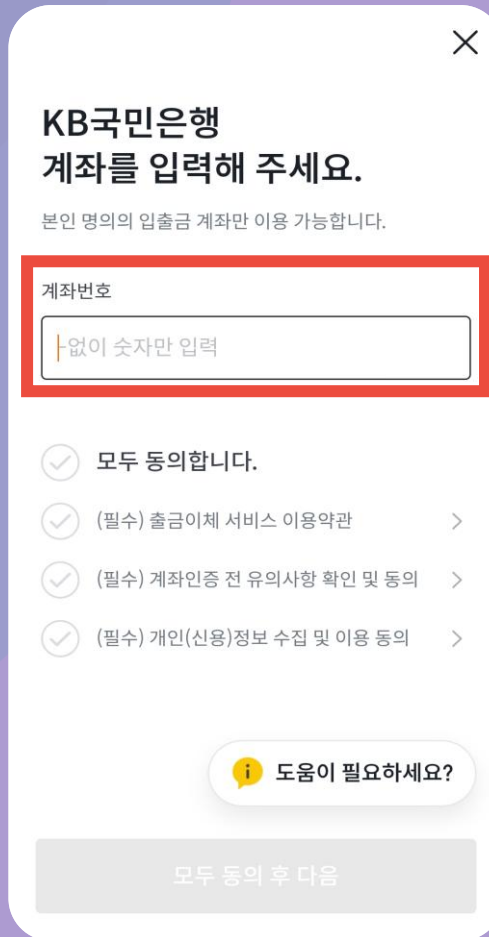 KB국민은행
계좌를 입력해 주세요.
본인 명의의 입출금 계좌만 이용 가능합니다.
계좌번호
-없이 숫자만 입력
모두 동의합니다.
(필수) 출금이체 서비스 이용약관
(필수) 계좌인증 전 유의사항 확인 및 동의
(필수) 개인(신용)정보 수집 및 이용 동의
도움이 필요하세요?
모두 동의 후 다음